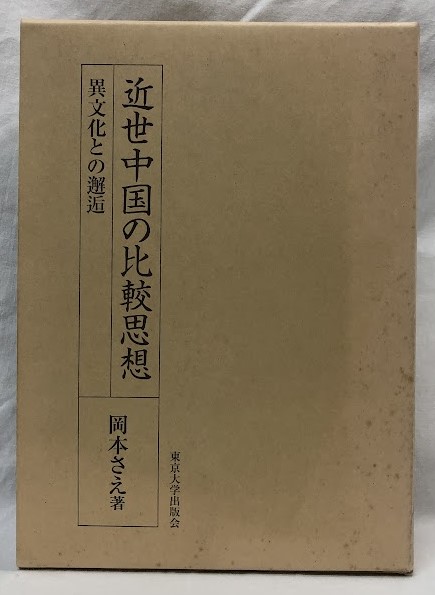 近世中国の比較思想
異文化との邂逅
岡本さえ著
東京大学出版会